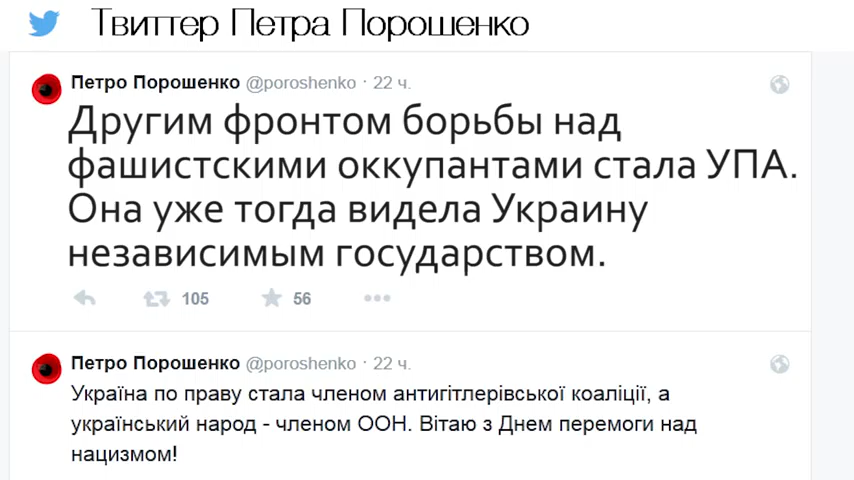 Твиттер Петра Порошенко
Петро Порошенко @poroshenko · 22 ч.
Другим фронтом борьбы над
фашистскими оккупантами стала УПА.
Она уже тогда видела Украину
независимым государством.
105 56
Петро Порошенко @poroshenko · 22 ч.
Україна по праву стала членом антигітлерівської коаліції, а
український народ - членом ООН. Вітаю з Днем перемоги над
нацизмом!